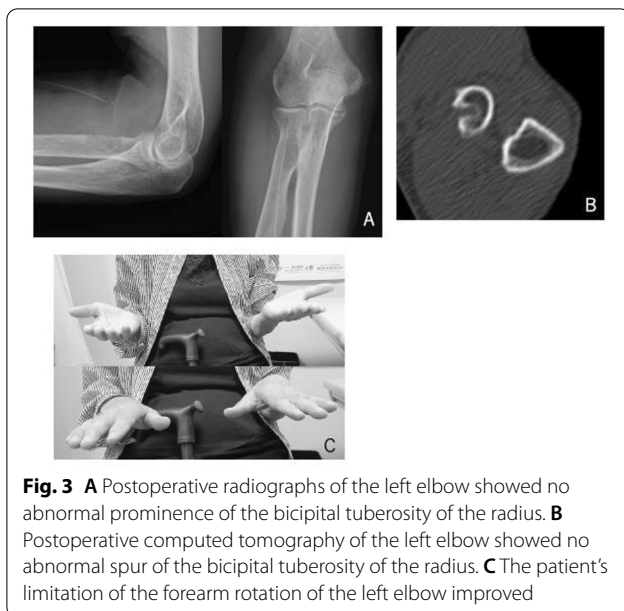 A
B
C
Fig. 3 A Postoperative radiographs of the left elbow showed no
abnormal prominence of the bicipital tuberosity of the radius. B
Postoperative computed tomography of the left elbow showed no
abnormal spur of the bicipital tuberosity of the radius. C The patient's
limitation of the forearm rotation of the left elbow improved